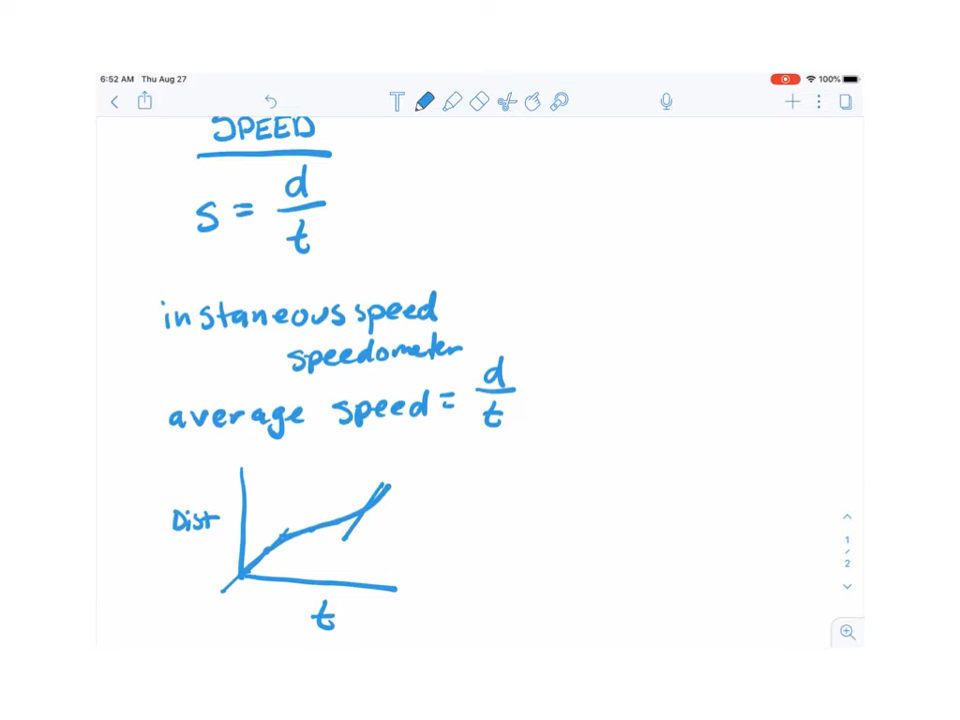 6:52 AM Thu Aug 27
100%
T
SPEED
s = d/t
instaneous speed
speedometer
average speed = d/t
Dist
t
1
/
2